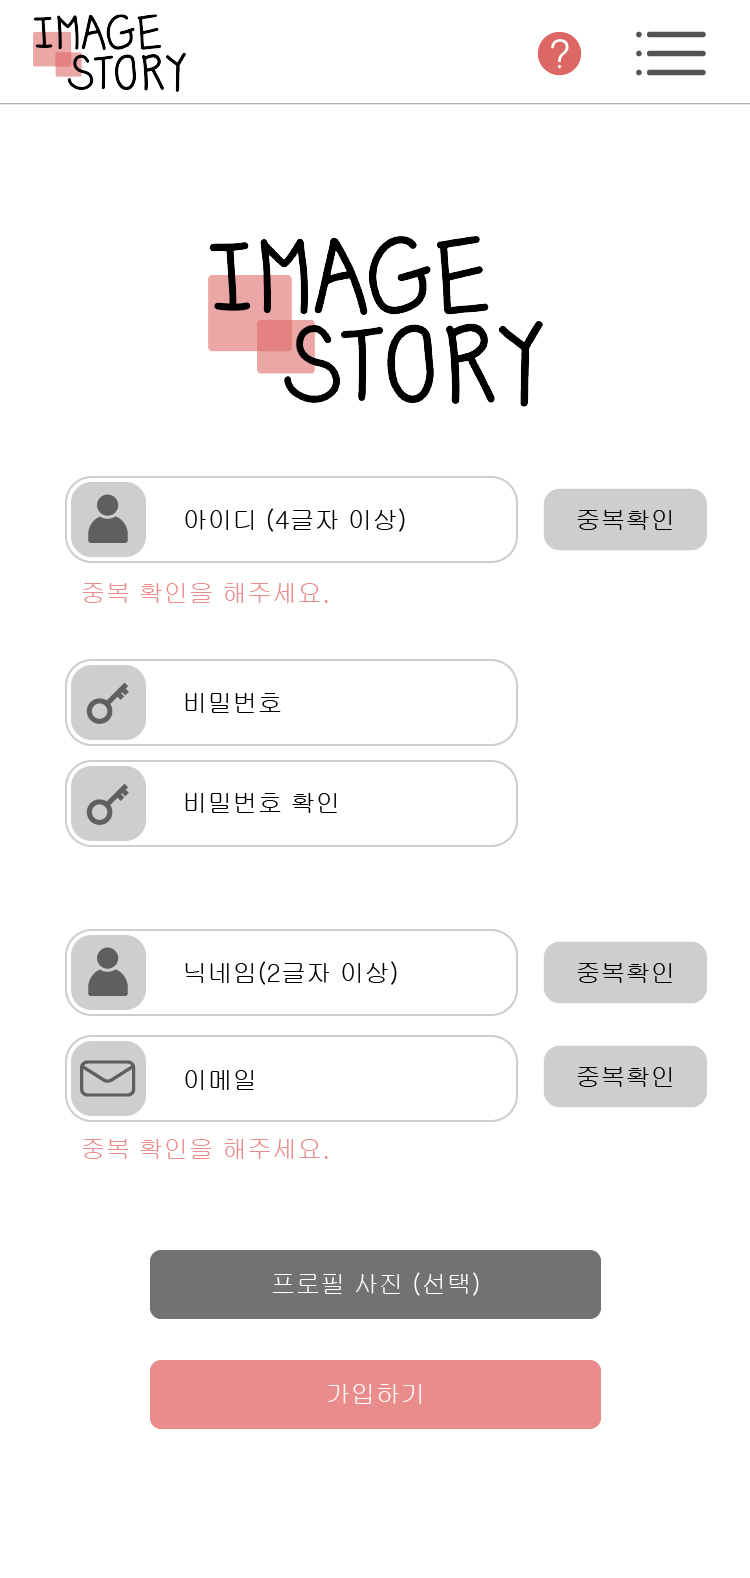 IMAGE
STORY
?
IMAGE
STORY
아이디 (4글자 이상)
중복확인
중복 확인을 해주세요.
비밀번호
비밀번호 확인
닉네임(2글자 이상)
중복확인
이메일
중복확인
중복 확인을 해주세요.
프로필 사진 (선택)
가입하기